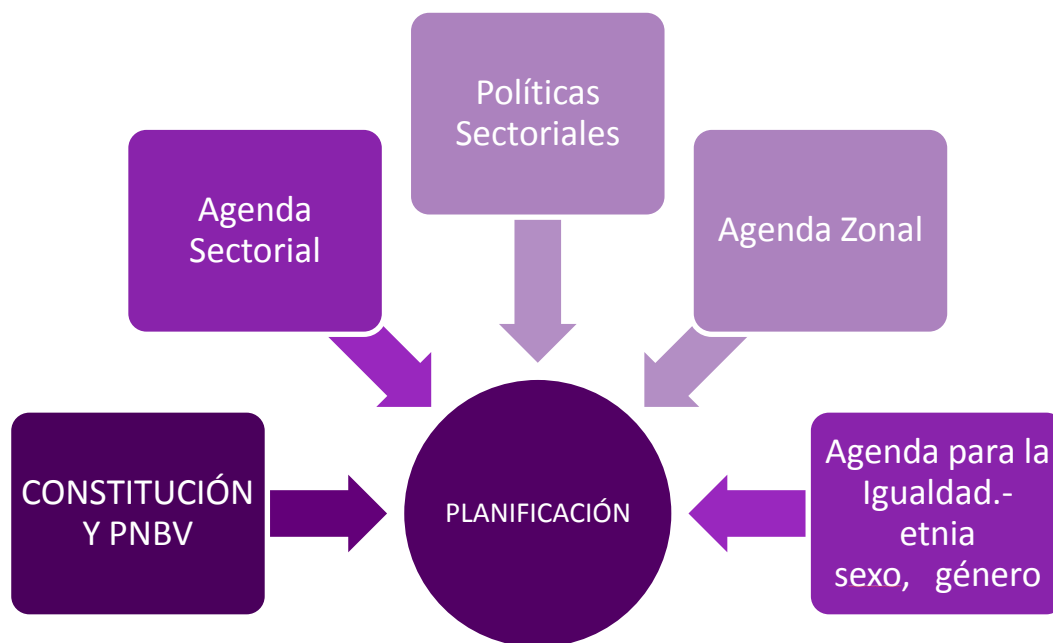 Políticas
Sectoriales
Agenda
Sectorial
Agenda Zonal
CONSTITUCIÓN
Y PNBV
PLANIFICACIÓN
Agenda para la
Igualdad.-
etnia
sexo, género